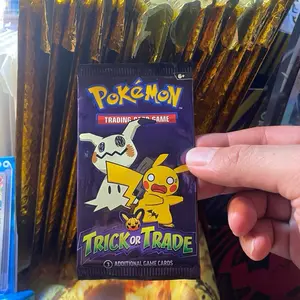 6+
POKÉMON
TRADING CARD GAME
TRICK OR TRADE
3 ADDITIONAL GAME CARDS